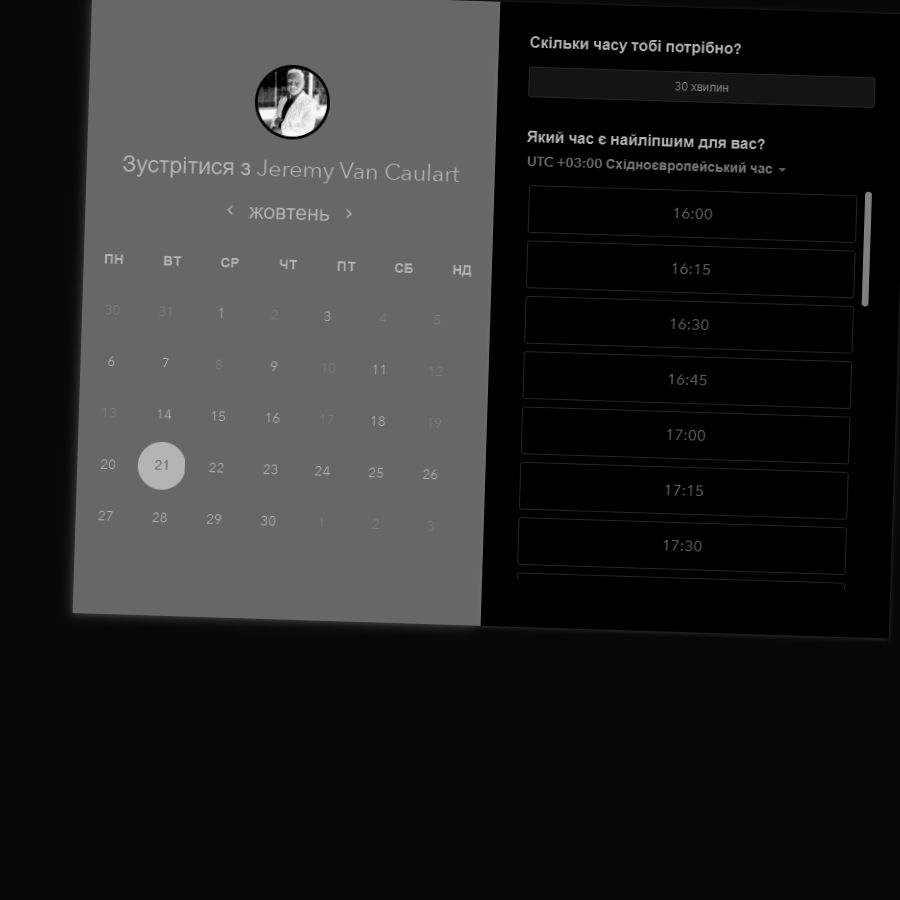 Зустрітися з Jeremy Van Caulart
жовтень
ПН ВТ СР ЧТ ПТ СБ НД
30 31 1 2 3 4 5
6 7 8 9 10 11 12
13 14 15 16 17 18 19
20 21 22 23 24 25 26
27 28 29 30 1 2 3
Скільки часу тобі потрібно?
30 хвилин
Який час є найліпшим для вас?
UTC +03:00 Східноєвропейський час
16:00
16:15
16:30
16:45
17:00
17:15
17:30